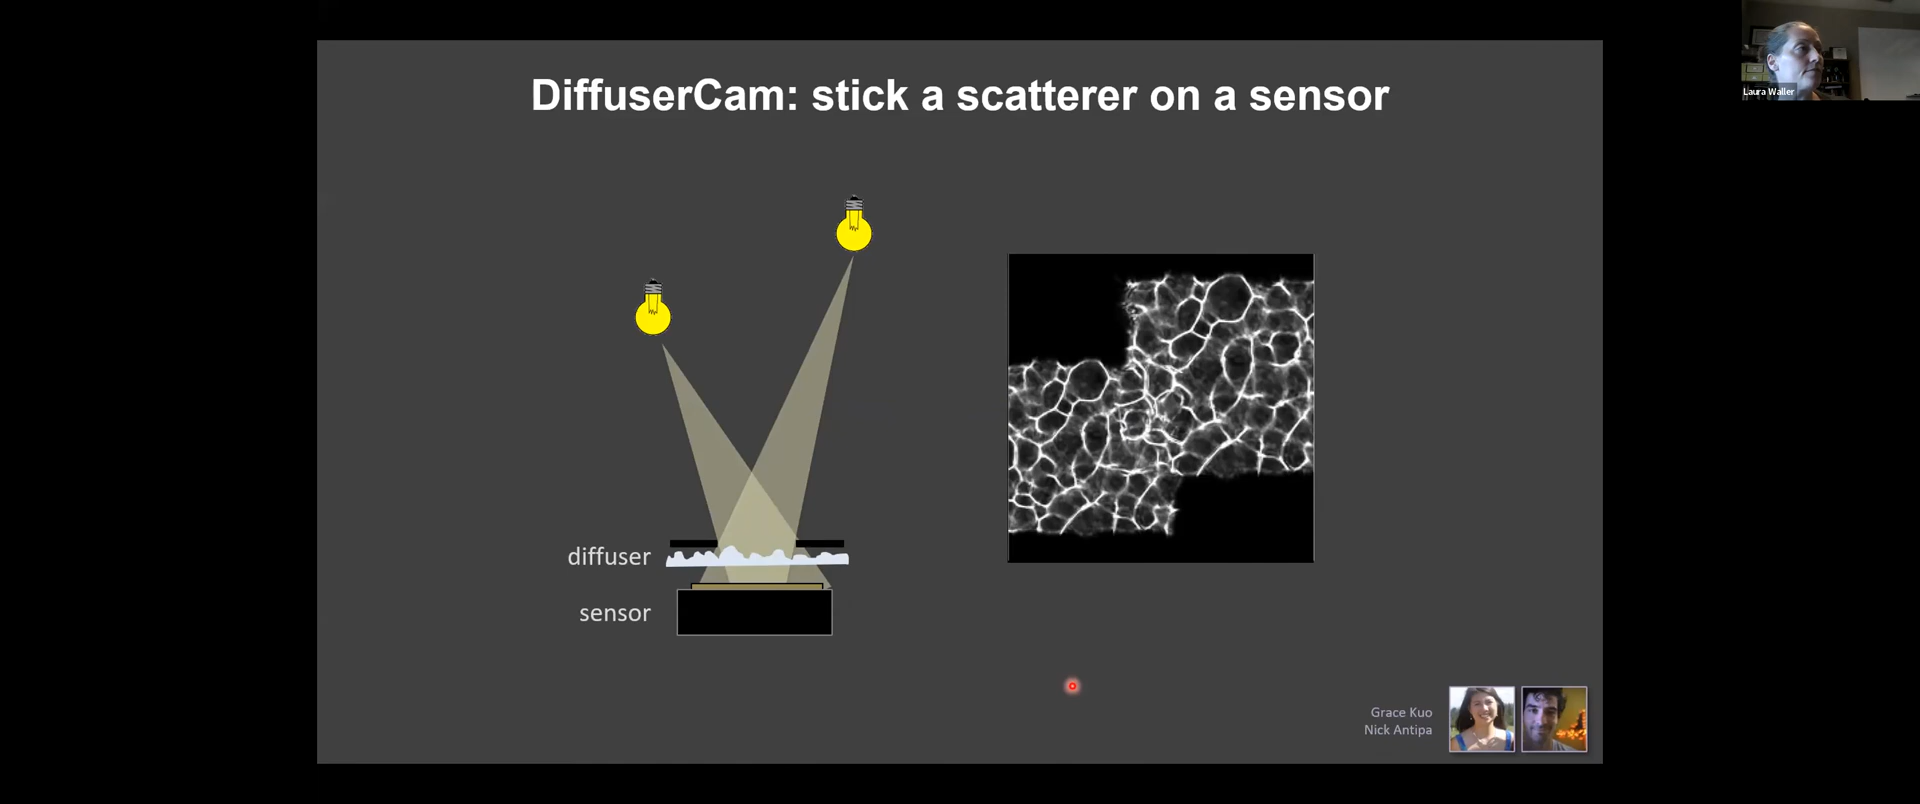 DiffuserCam: stick a scatterer on a sensor
Laura Waller
diffuser
sensor
Grace Kuo
Nick Antipa